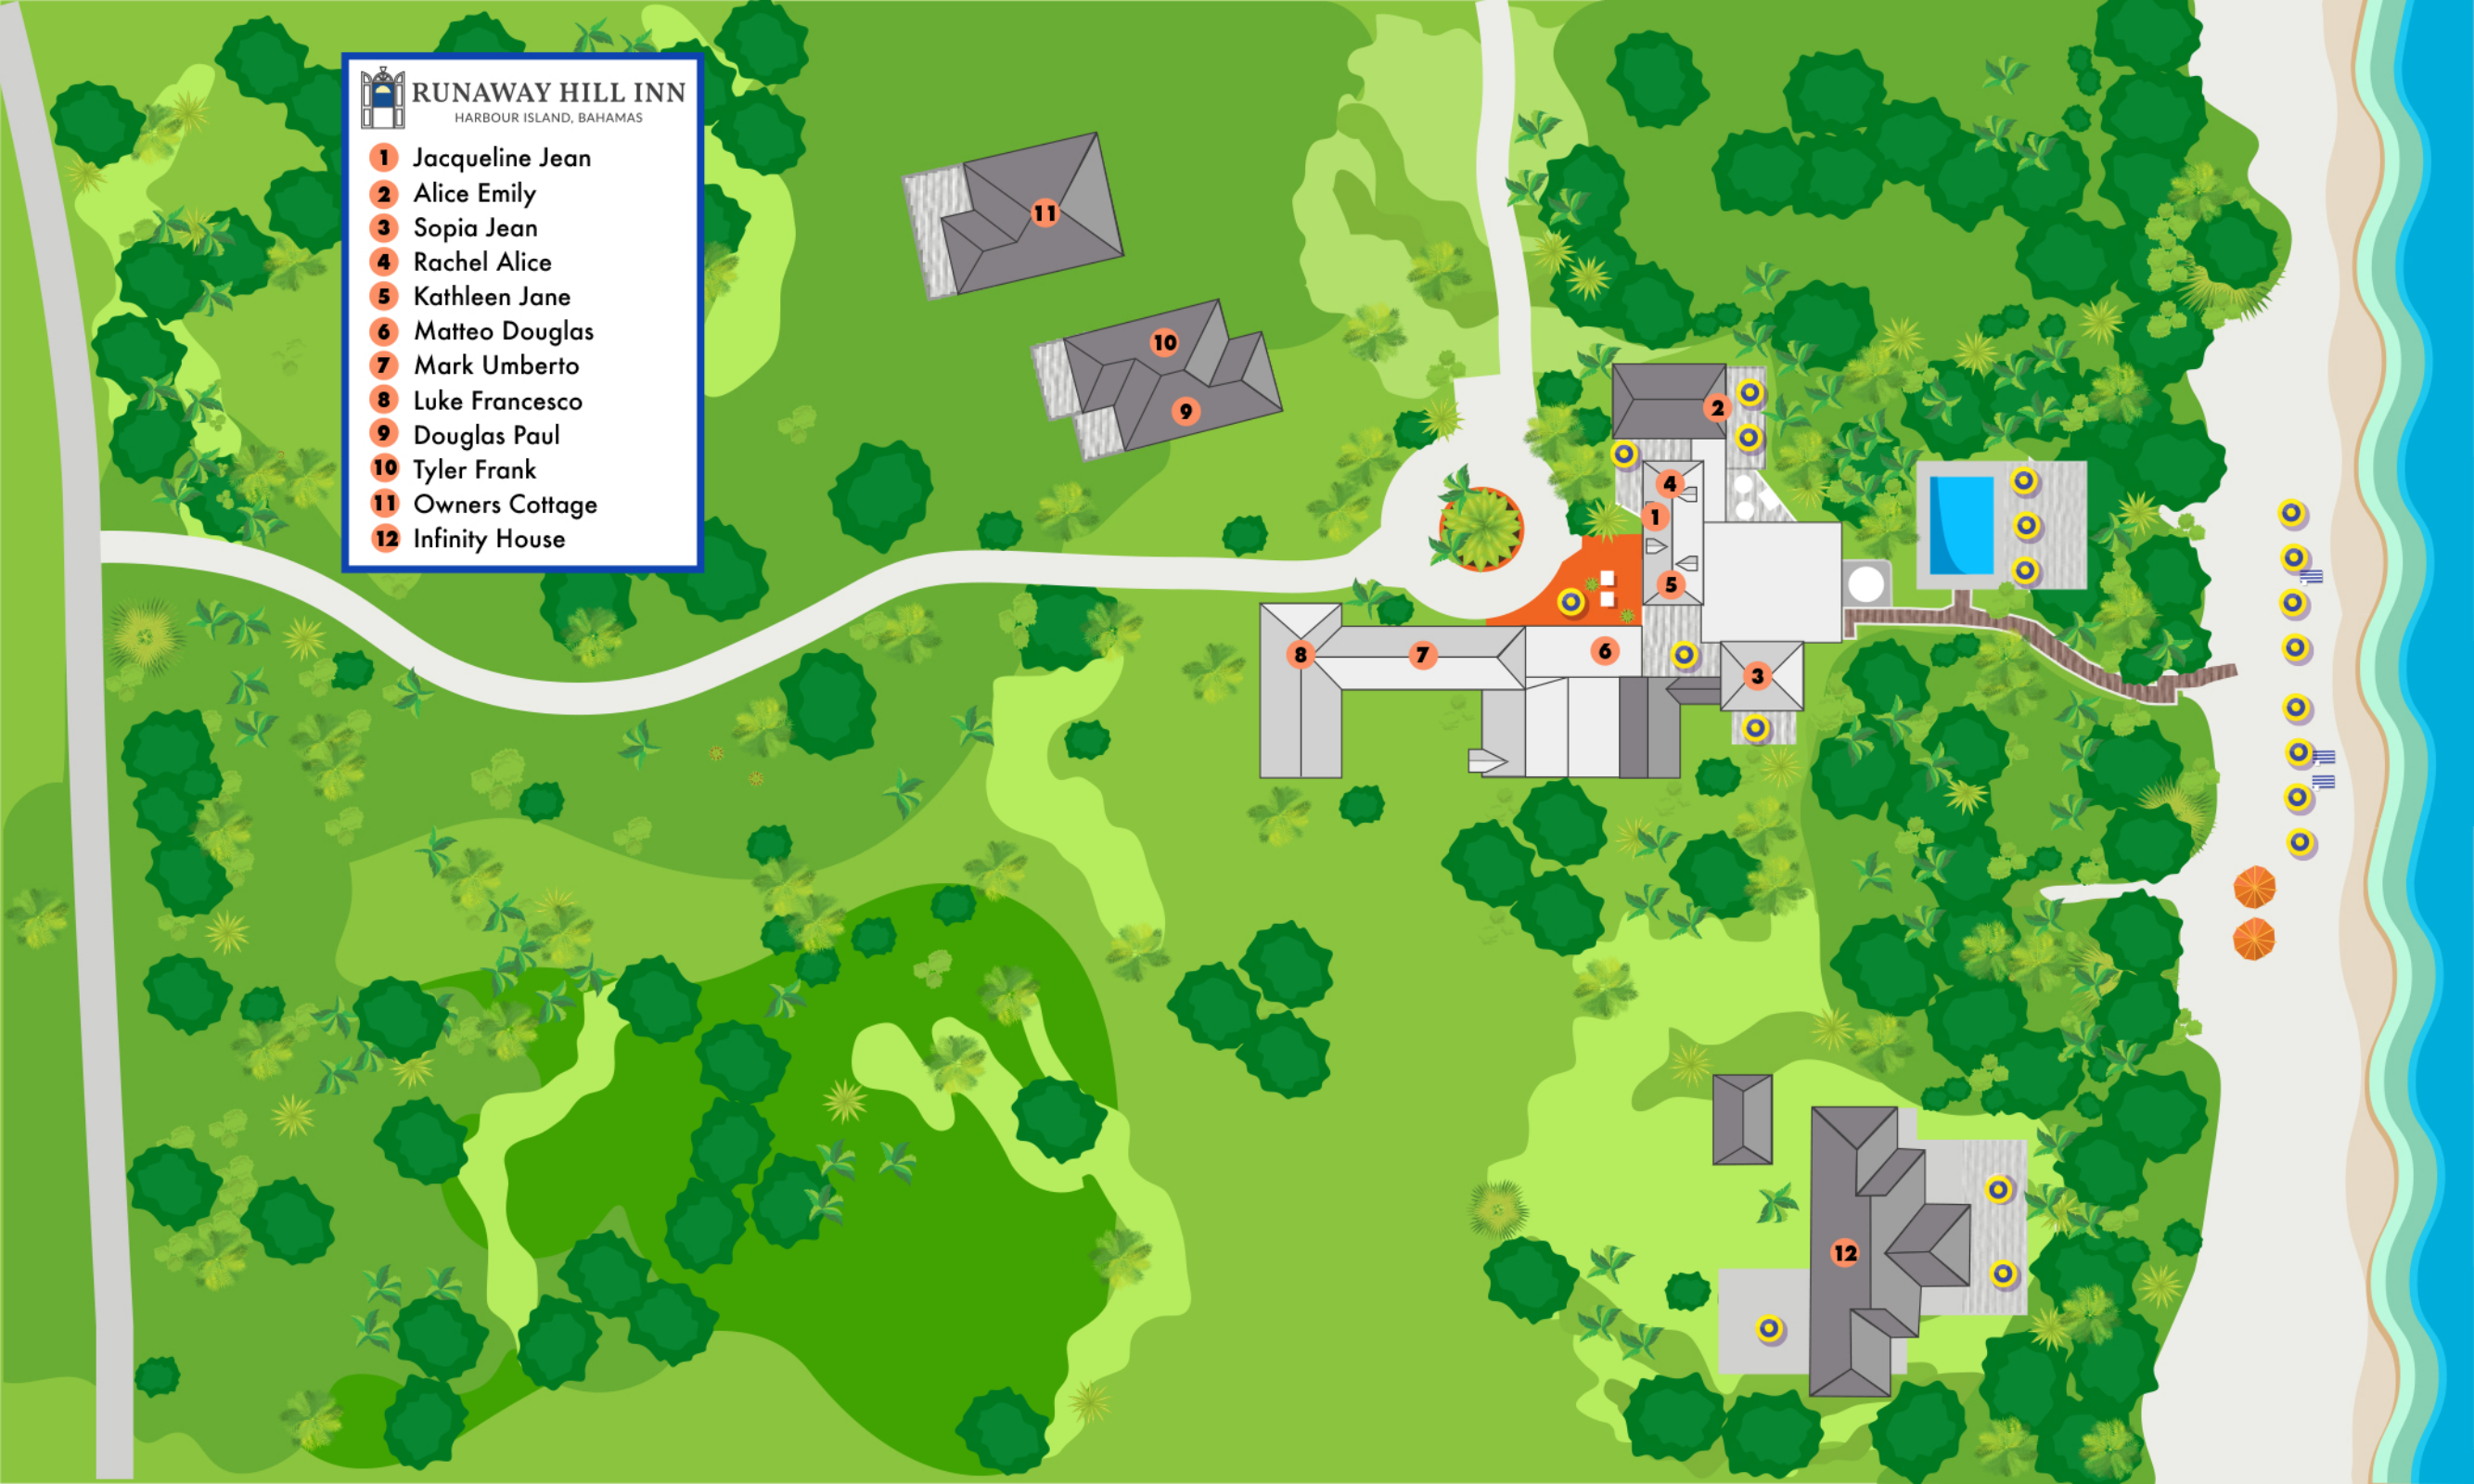 RUNAWAY HILL INN
HARBOUR ISLAND, BAHAMAS
1 Jacqueline Jean
2 Alice Emily
3 Sopia Jean
4 Rachel Alice
5 Kathleen Jane
6 Matteo Douglas
7 Mark Umberto
8 Luke Francesco
9 Douglas Paul
10 Tyler Frank
11 Owners Cottage
12 Infinity House
11
10
9
2
4
1
5
6
7
8
3
12